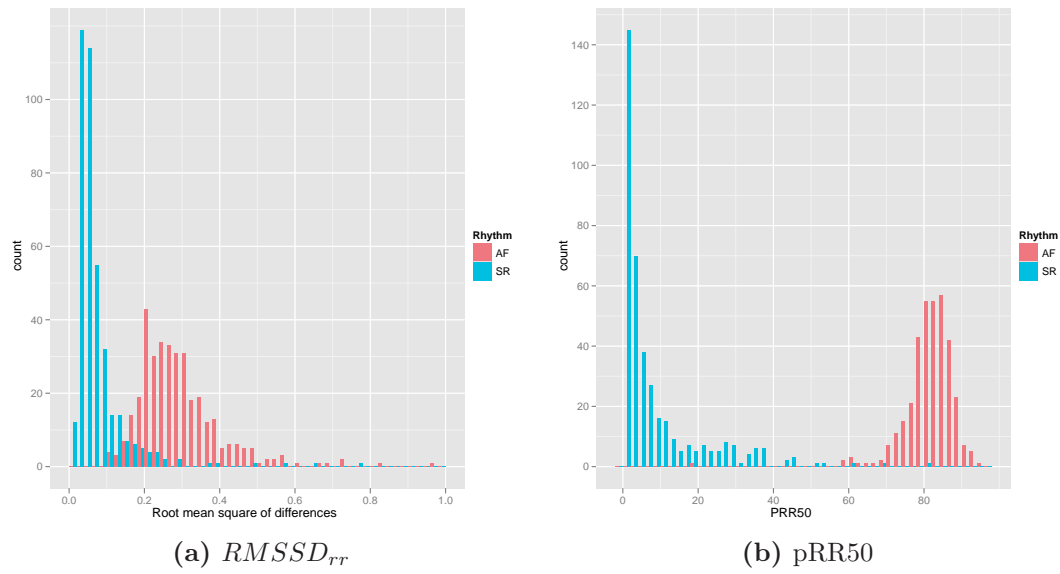 count
100
80
60
40
20
0
0.0 0.2 0.4 0.6 0.8 1.0
Root mean square of differences
Rhythm
AF
SR
(a) RMSSDrr
count
140
120
100
80
60
40
20
0
0 20 40 60 80
PRR50
Rhythm
AF
SR
(b) pRR50